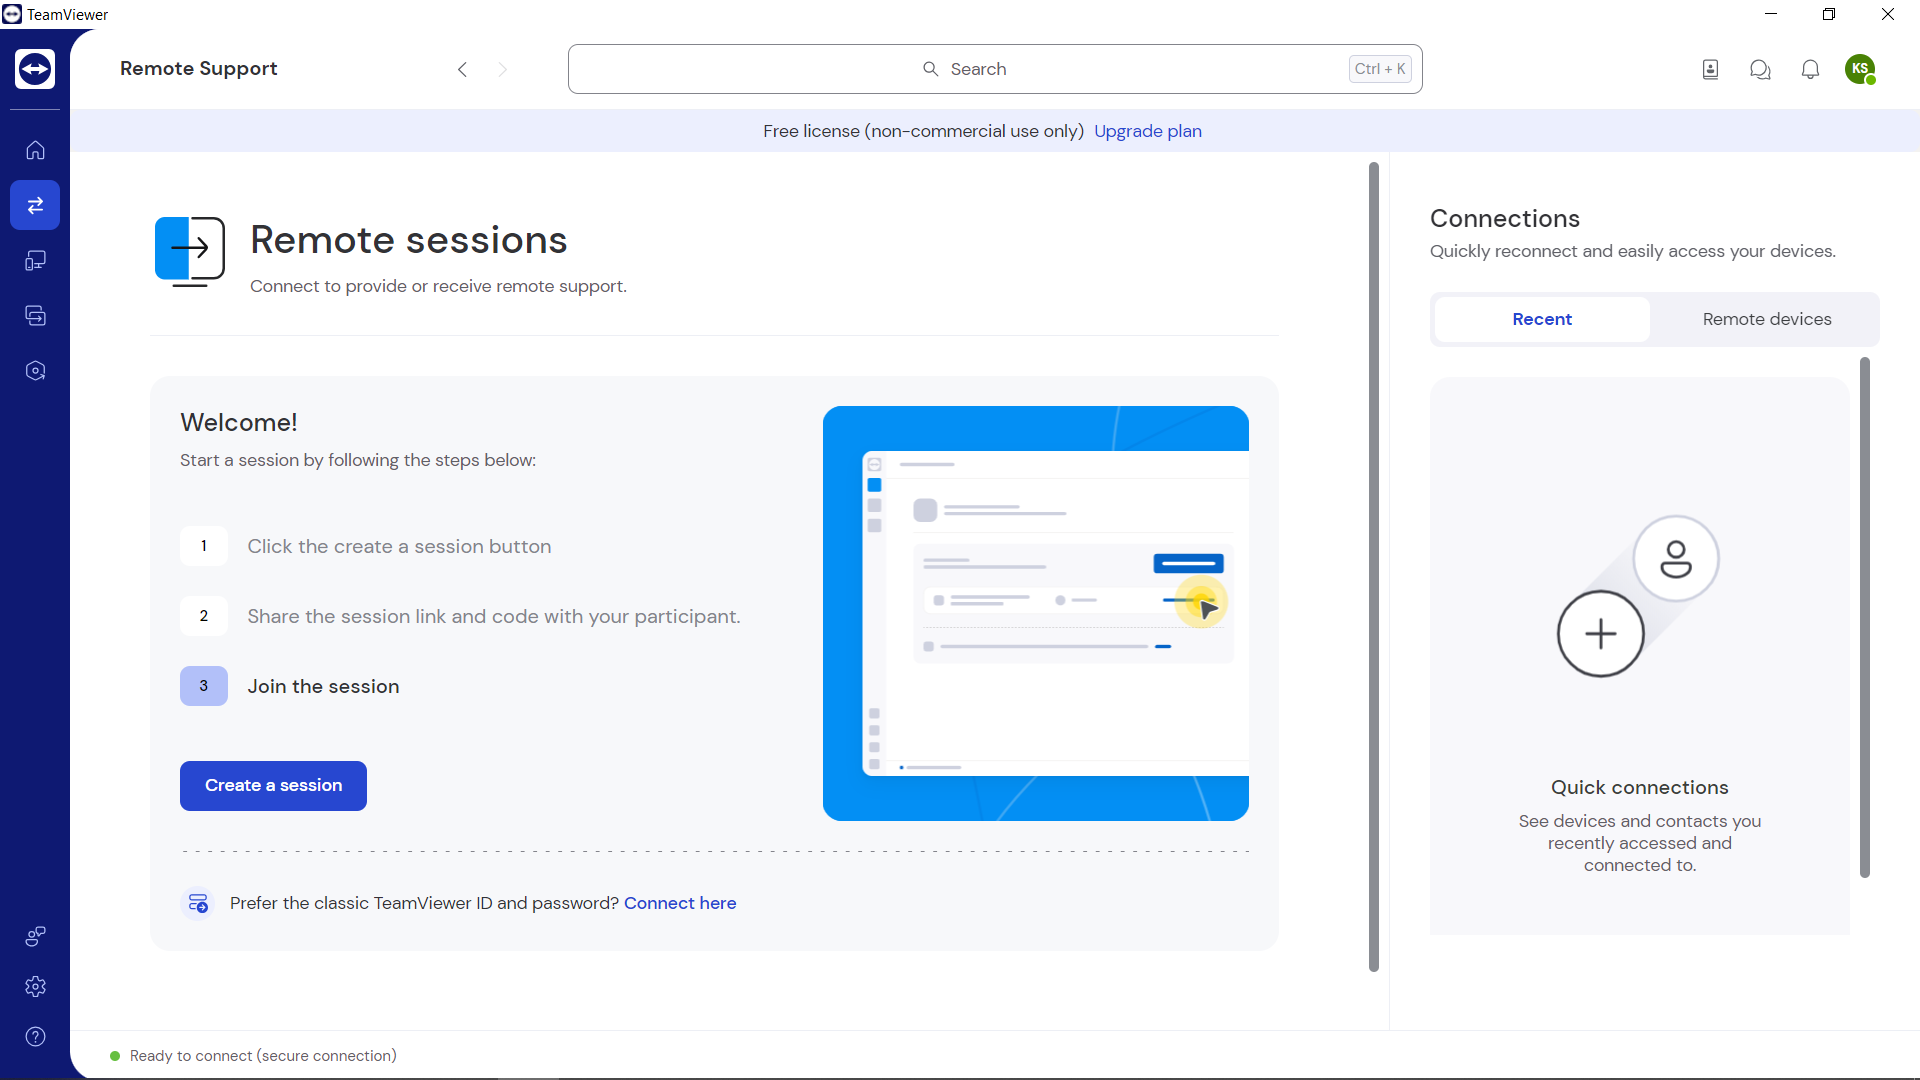 TeamViewer
Remote Support
Search
Ctrl + K
KS
Free license (non-commercial use only) Upgrade plan
Remote sessions
Connect to provide or receive remote support.
Welcome!
Start a session by following the steps below:
1 Click the create a session button
2 Share the session link and code with your participant.
3 Join the session
Create a session
Prefer the classic TeamViewer ID and password? Connect here
Connections
Quickly reconnect and easily access your devices.
Recent
Remote devices
Quick connections
See devices and contacts you
recently accessed and
connected to.
Ready to connect (secure connection)